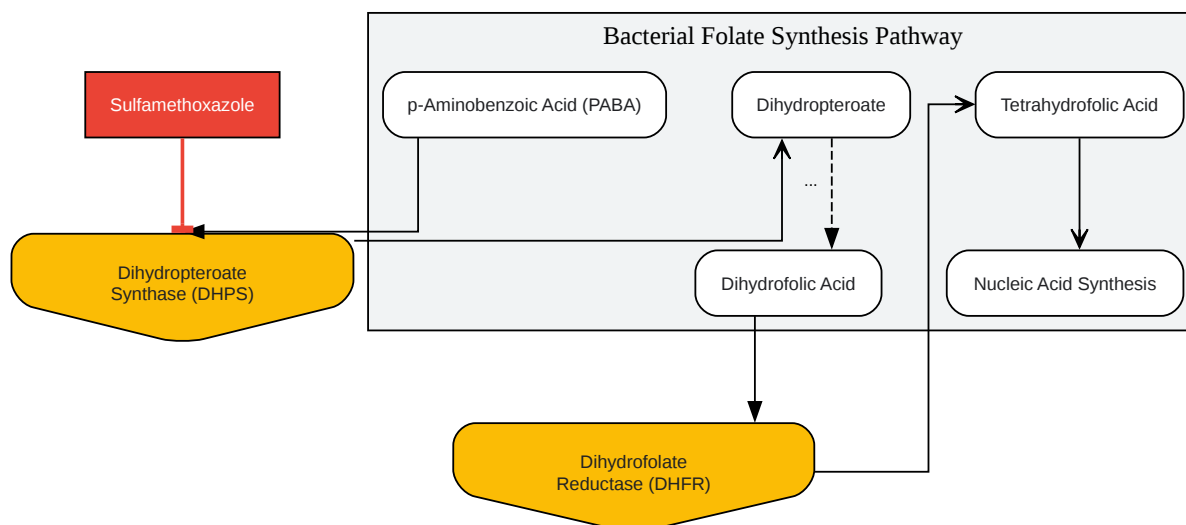 Bacterial Folate Synthesis Pathway
Sulfamethoxazole
p-Aminobenzoic Acid (PABA)
Dihydropteroate
Tetrahydrofolic Acid
...
Dihydropteroate
Synthase (DHPS)
Dihydrofolic Acid
Nucleic Acid Synthesis
Dihydrofolate
Reductase (DHFR)